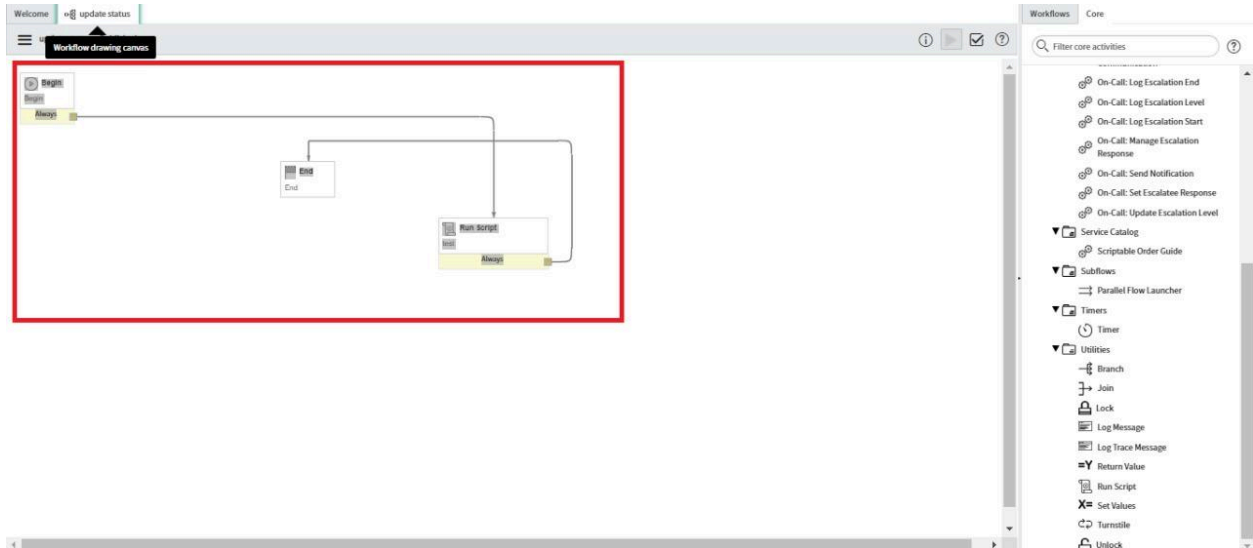 Welcome
update status
Workflow drawing canvas
Begin
Begin
Always
End
End
Run Script
test
Always
Workflows
Core
Filter core activities
On-Call: Log Escalation End
On-Call: Log Escalation Level
On-Call: Log Escalation Start
On-Call: Manage Escalation
Response
On-Call: Send Notification
On-Call: Set Escalatee Response
On-Call: Update Escalation Level
Service Catalog
Scriptable Order Guide
Subflows
Parallel Flow Launcher
Timers
Timer
Utilities
Branch
Join
Lock
Log Message
Log Trace Message
=Y Return Value
Run Script
X= Set Values
Turnstile
Unlock